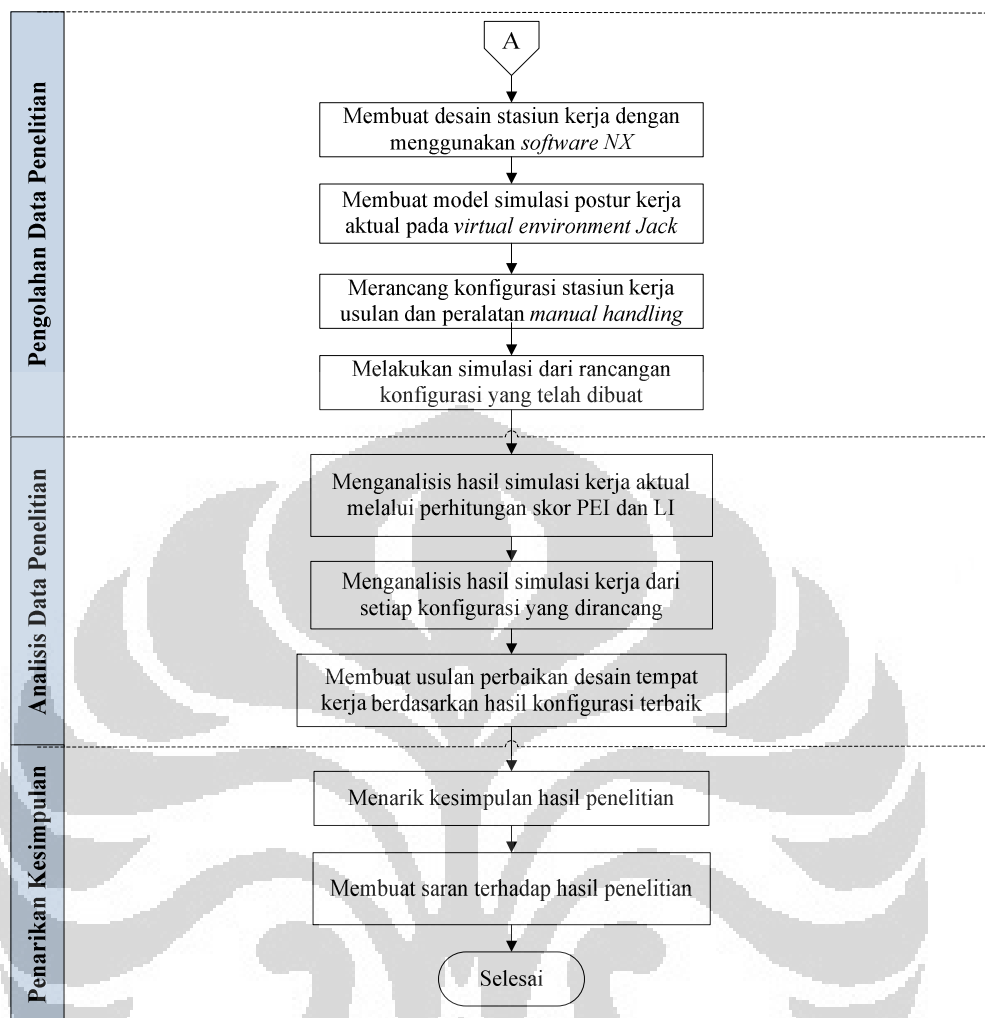 A
Pengolahan Data Penelitian
Membuat desain stasiun kerja dengan
menggunakan software NX
Membuat model simulasi postur kerja
aktual pada virtual environment Jack
Merancang konfigurasi stasiun kerja
usulan dan peralatan manual handling
Melakukan simulasi dari rancangan
konfigurasi yang telah dibuat
Analisis Data Penelitian
Menganalisis hasil simulasi kerja aktual
melalui perhitungan skor PEI dan LI
Menganalisis hasil simulasi kerja dari
setiap konfigurasi yang dirancang
Membuat usulan perbaikan desain tempat
kerja berdasarkan hasil konfigurasi terbaik
Penarikan Kesimpulan
Menarik kesimpulan hasil penelitian
Membuat saran terhadap hasil penelitian
Selesai